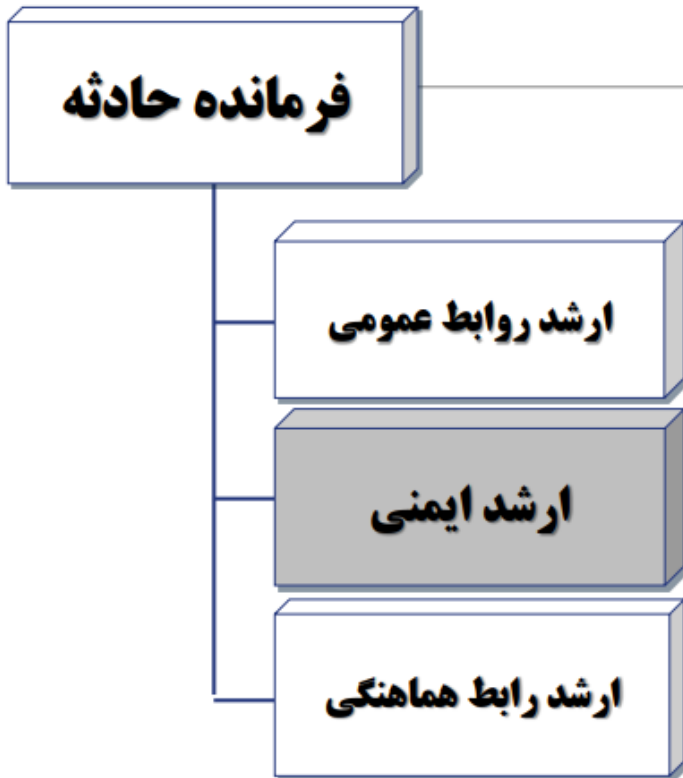 فرمانده حادثه
ارشد روابط عمومی
ارشد ایمنی
ارشد رابط هماهنگی